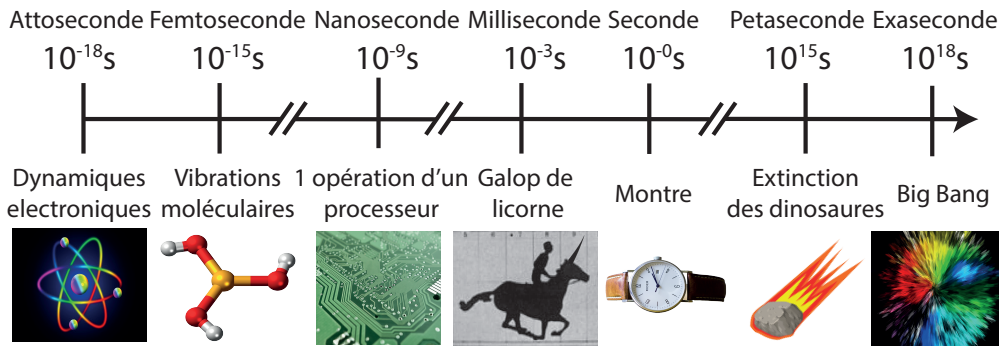 Attoseconde Femtoseconde Nanoseconde Milliseconde Seconde Petaseconde Exaseconde
10⁻¹⁸s 10⁻¹⁵s 10⁻⁹s 10⁻³s 10⁻⁰s 10¹⁵s 10¹⁸s
Dynamiques
electroniques
Vibrations
moléculaires
1 opération d'un
processeur
Galop de
licorne
Montre
Extinction
des dinosaures
Big Bang